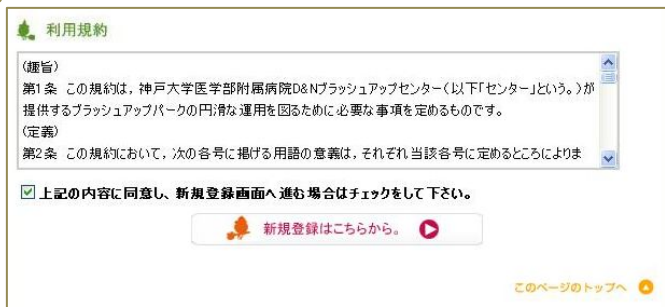 利用規約
(趣旨)
第1条 この規約は，神戸大学医学部附属病院D&Nブラッシュアップセンター(以下｢センター｣という。)が
提供するブラッシュアップパークの円滑な運用を図るために必要な事項を定めるものです。
(定義)
第2条 この規約において，次の各号に掲げる用語の意義は，それぞれ当該各号に定めるところによりま
上記の内容に同意し、新規登録画面へ進む場合はチェックをして下さい。
新規登録はこちらから。
このページのトップへ